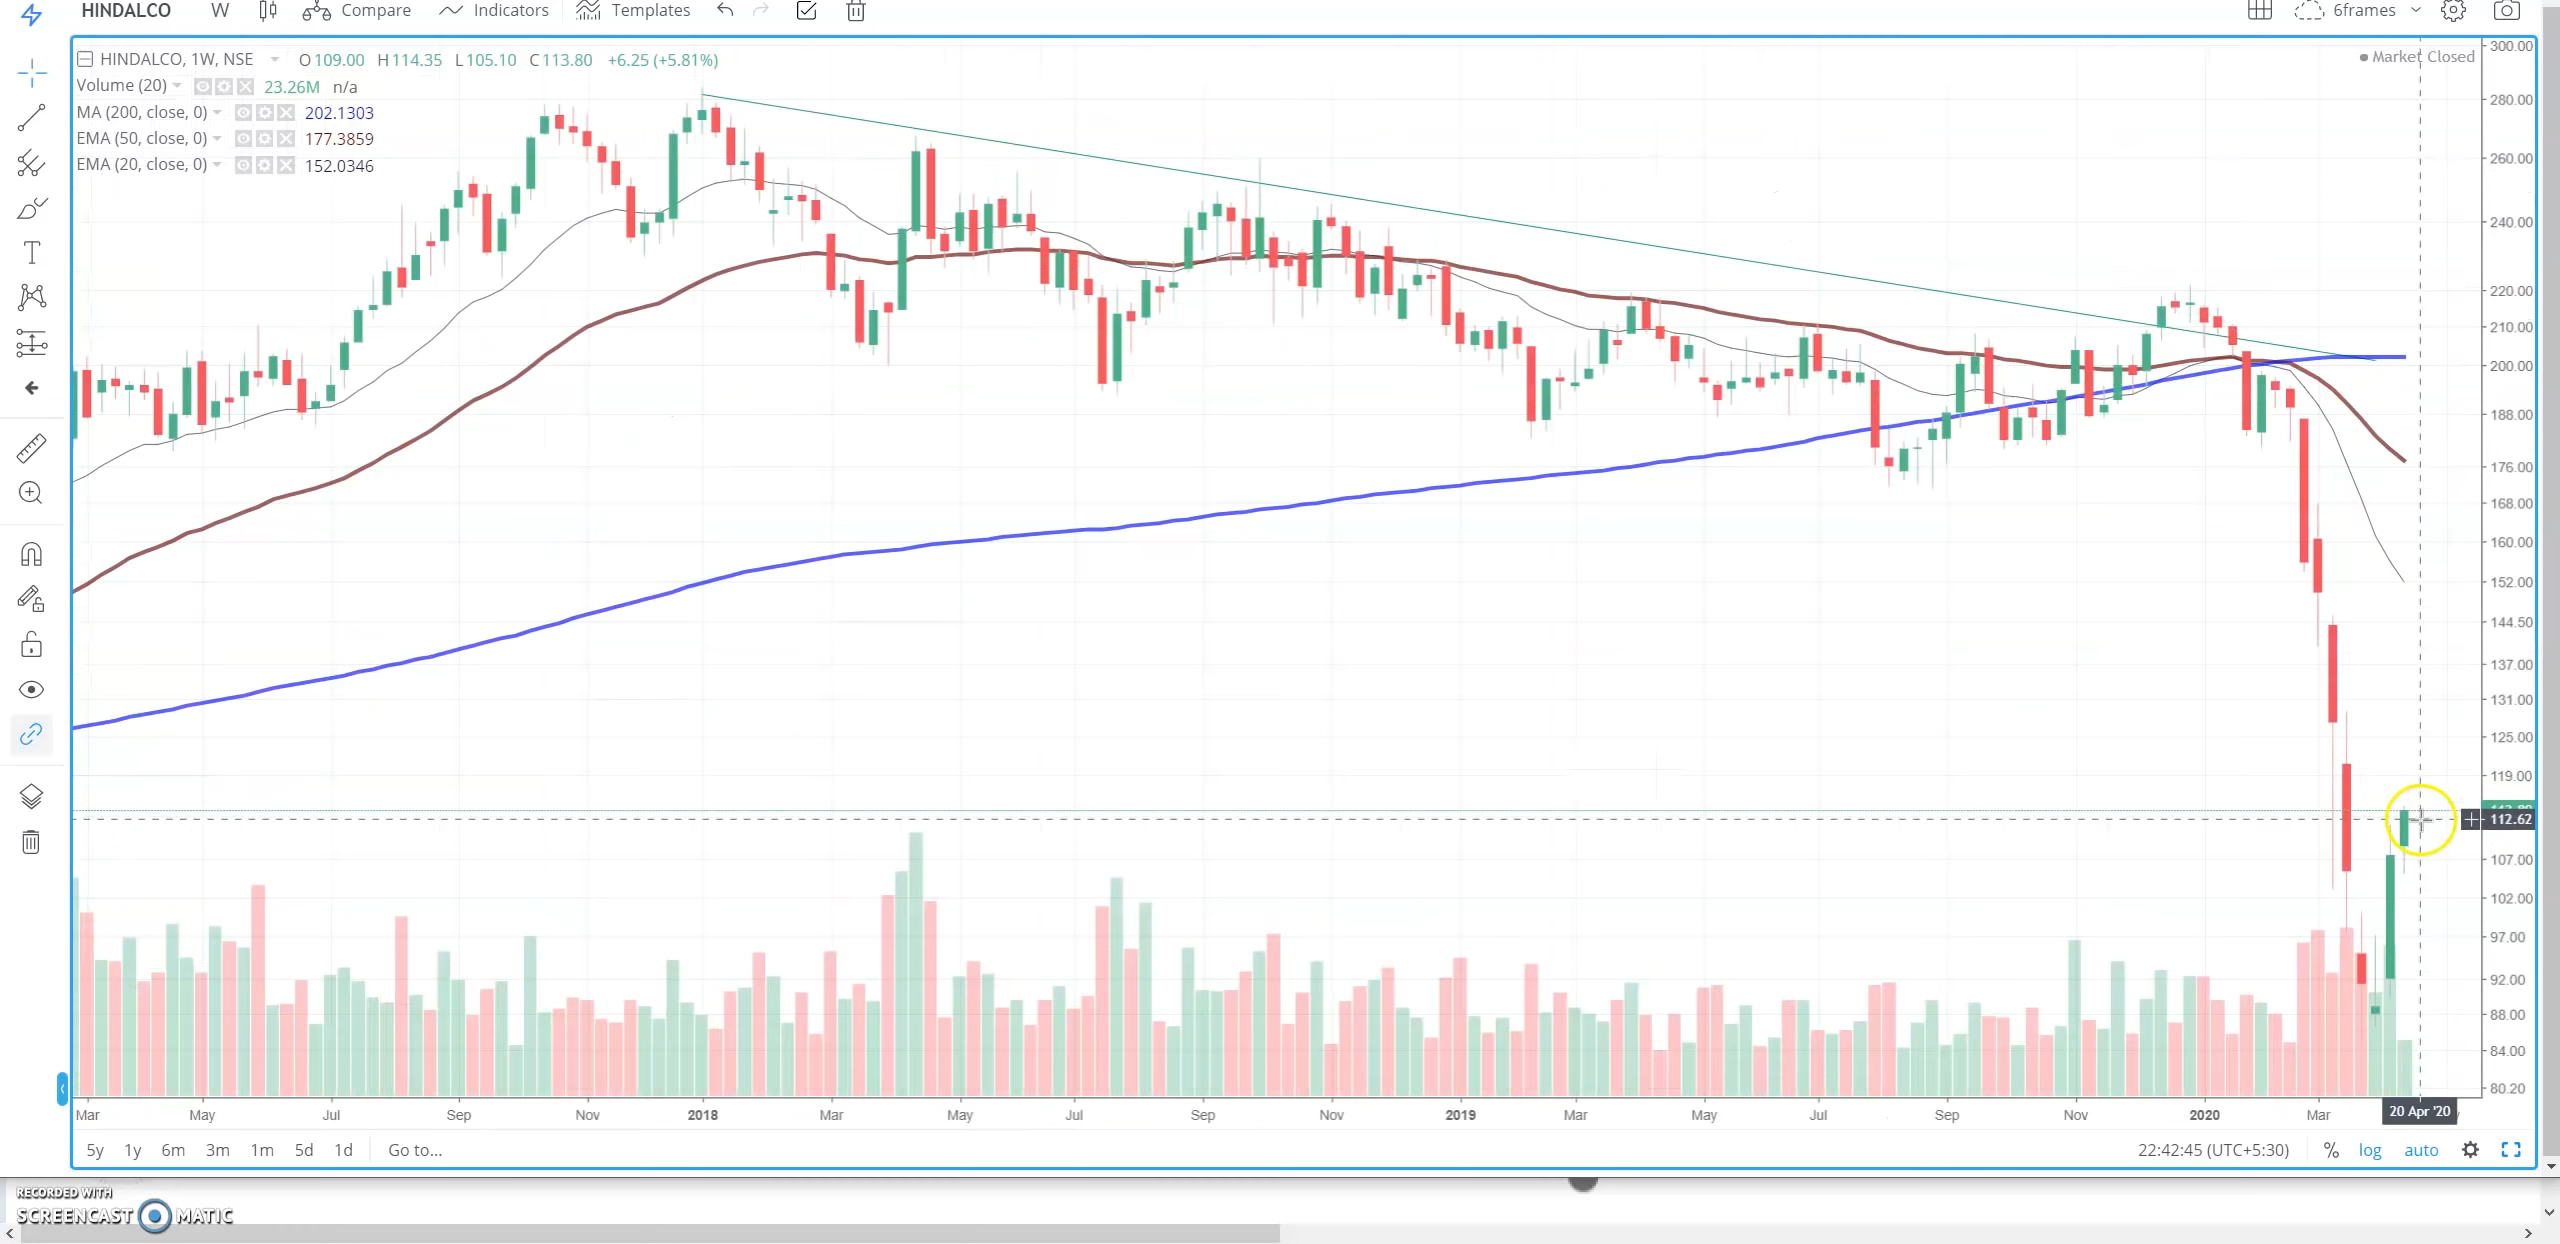 HINDALCO W Compare Indicators Templates 6frames
HINDALCO, 1W, NSE O109.00 H114.35 L105.10 C113.80 +6.25 (+5.81%)
Market Closed
Volume (20) 23.26M n/a
MA (200, close, 0) 202.1303
EMA (50, close, 0) 177.3859
EMA (20, close, 0) 152.0346
300.00
280.00
260.00
240.00
220.00
210.00
200.00
188.00
176.00
168.00
160.00
152.00
144.50
137.00
131.00
125.00
119.00
112.62
107.00
102.00
97.00
92.00
88.00
84.00
80.20
Mar May Jul Sep Nov 2018 Mar May Jul Sep Nov 2019 Mar May Jul Sep Nov 2020 Mar 20 Apr '20
5y 1y 6m 3m 1m 5d 1d Go to... 22:42:45 (UTC+5:30) % log auto
RECORDED WITH
SCREENCAST MATIC